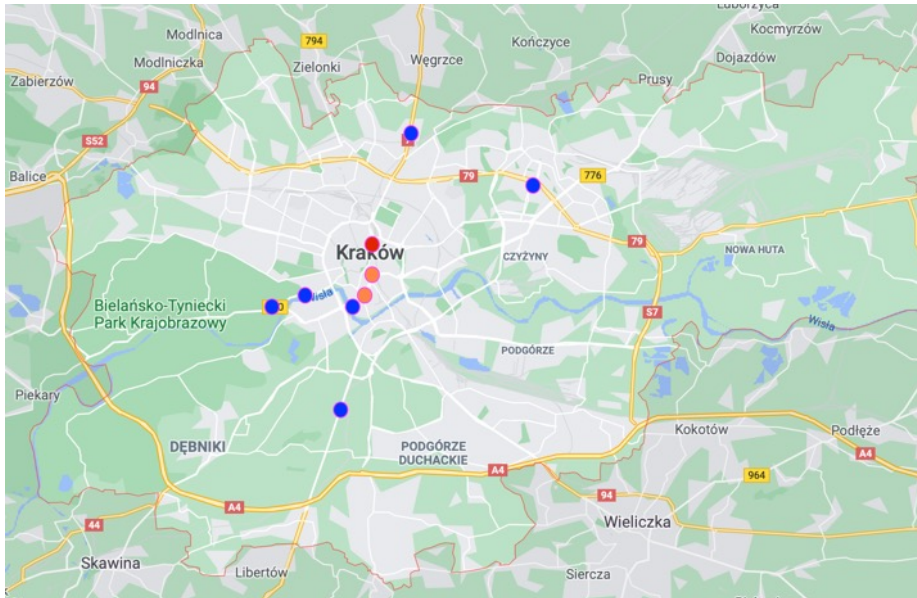 Modlnica
794
Węgrzce
Kończyce
Kocmyrzów
Modlniczka
Zielonki
Dojazdów
Zabierzów
94
Prusy
S52
Balice
79
776
Kraków
CZYŻYNY
79
NOWA HUTA
Wisła
Bielańsko-Tyniecki
Park Krajobrazowy
S7
Wisła
PODGÓRZE
Piekary
Kokotów
Podłęże
DĘBNIKI
PODGÓRZE
DUCHACKIE
A4
A4
964
A4
94
44
Wieliczka
Skawina
Libertów
Siercza